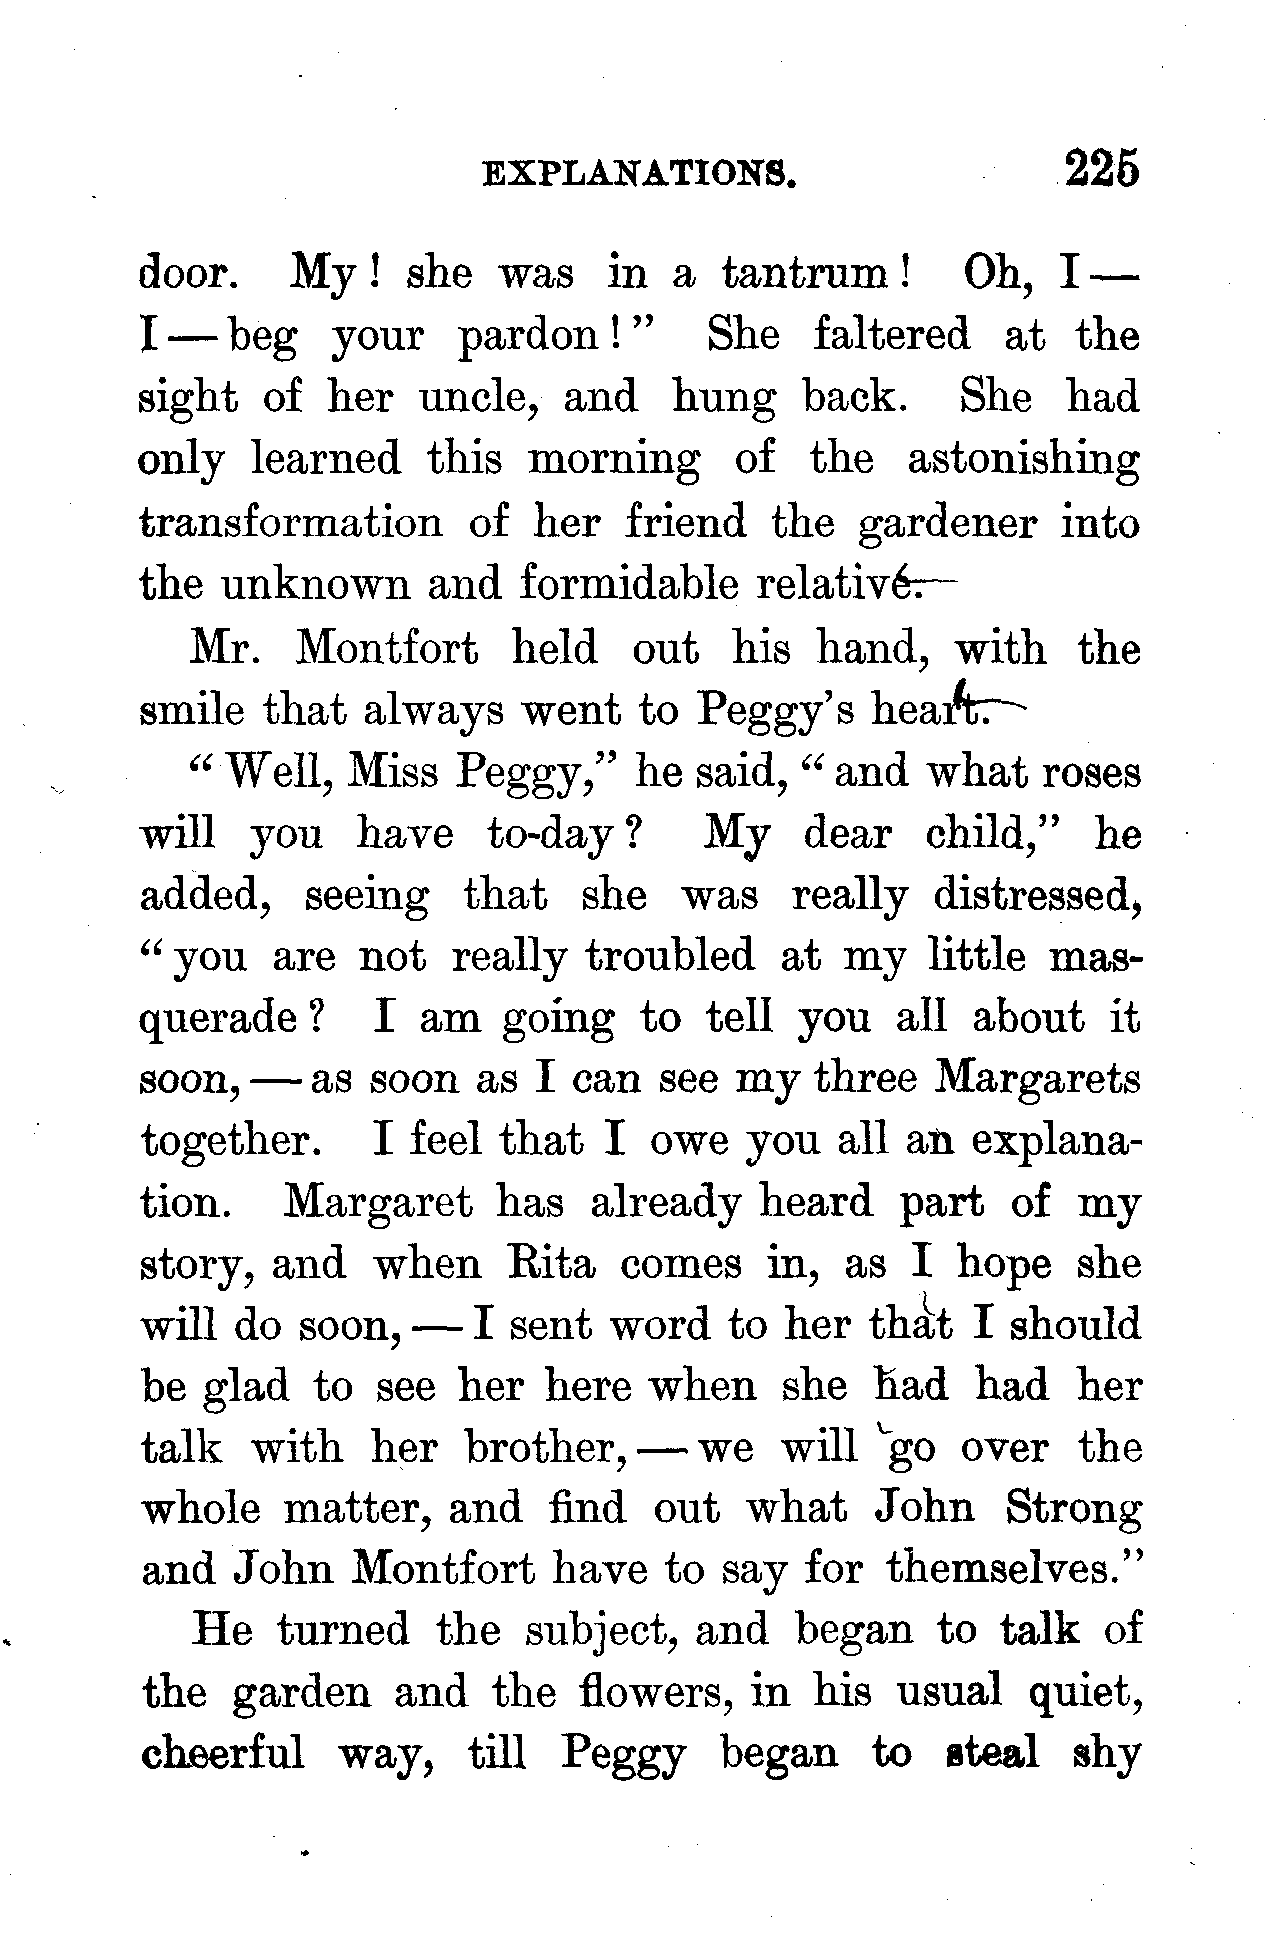 EXPLANATIONS. 225
door. My! she was in a tantrum! Oh, I—
I—beg your pardon!” She faltered at the
sight of her uncle, and hung back. She had
only learned this morning of the astonishing
transformation of her friend the gardener into
the unknown and formidable relative.
Mr. Montfort held out his hand, with the
smile that always went to Peggy’s heart.
“Well, Miss Peggy,” he said, “and what roses
will you have to-day? My dear child,” he
added, seeing that she was really distressed,
“you are not really troubled at my little mas-
querade? I am going to tell you all about it
soon,—as soon as I can see my three Margarets
together. I feel that I owe you all an explana-
tion. Margaret has already heard part of my
story, and when Rita comes in, as I hope she
will do soon,—I sent word to her that I should
be glad to see her here when she had had her
talk with her brother,—we will go over the
whole matter, and find out what John Strong
and John Montfort have to say for themselves.”
He turned the subject, and began to talk of
the garden and the flowers, in his usual quiet,
cheerful way, till Peggy began to steal shy